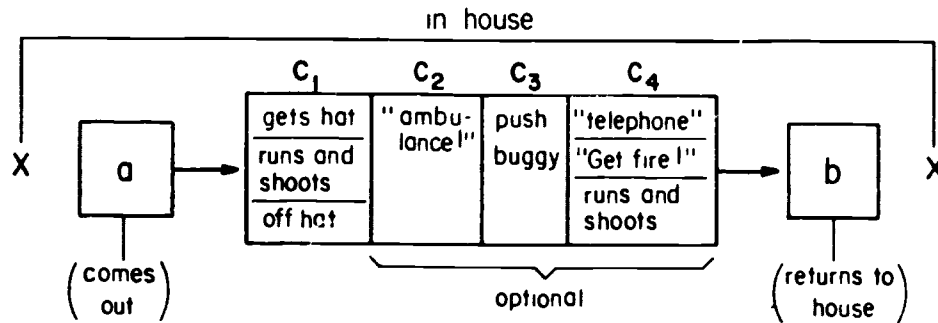 in house
C₁ C₂ C₃ C₄
gets hat
runs and
shoots
off hat
"ambu-
lance!"
push
buggy
"telephone"
"Get fire!"
runs and
shoots
X
a
b
X
(comes
out)
optional
(returns to
house)